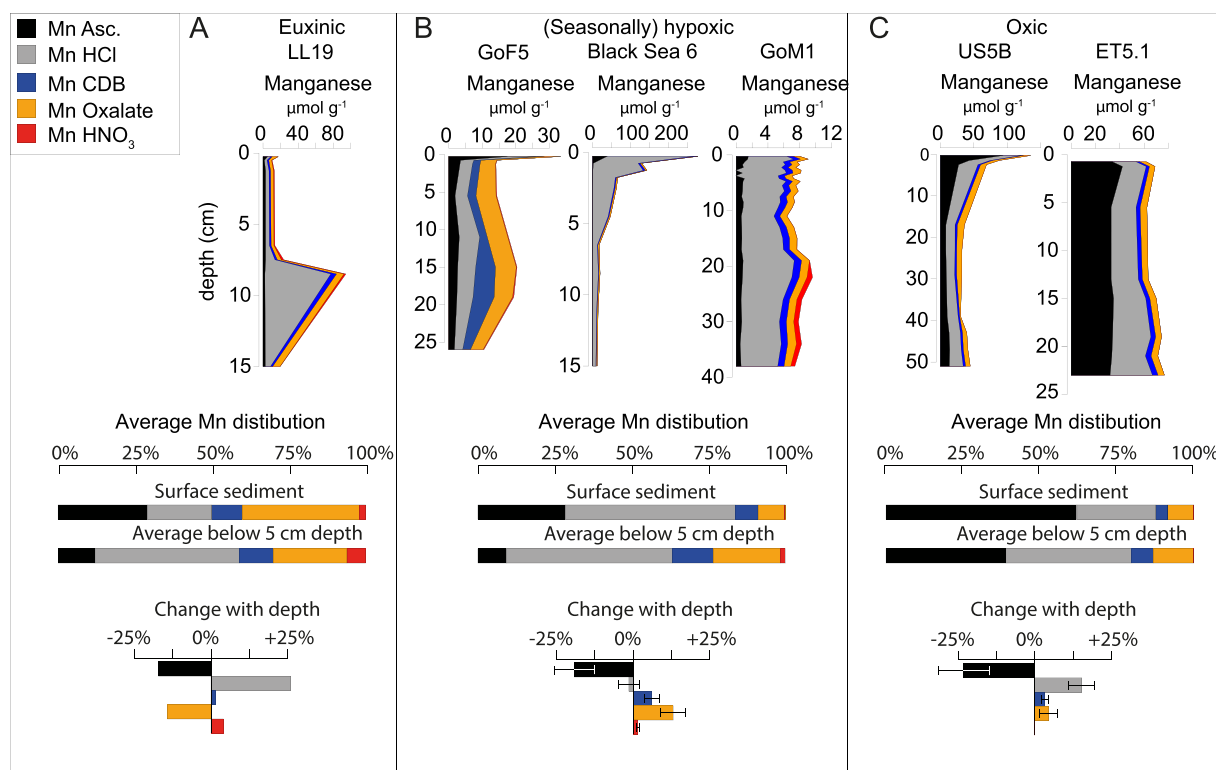 Mn Asc.
Mn HCl
Mn CDB
Mn Oxalate
Mn HNO3
A
Euxinic
LL19
Manganese
µmol g-1
0 40 80
0
5
10
15
depth (cm)
B
(Seasonally) hypoxic
GoF5
Manganese
µmol g-1
0 10 20 30
0
5
10
15
20
25
Black Sea 6
Manganese
µmol g-1
0 100 200
0
5
10
15
GoM1
Manganese
µmol g-1
0 4 8 12
0
10
20
30
40
C
Oxic
US5B
Manganese
µmol g-1
0 50 100
0
10
20
30
40
50
ET5.1
Manganese
µmol g-1
0 20 40 60
0
5
10
15
20
25
Average Mn distibution
0% 25% 50% 75% 100%
Surface sediment
Average below 5 cm depth
Change with depth
-25% 0% +25%
Average Mn distibution
0% 25% 50% 75% 100%
Surface sediment
Average below 5 cm depth
Change with depth
-25% 0% +25%
Average Mn distibution
0% 25% 50% 75% 100%
Surface sediment
Average below 5 cm depth
Change with depth
-25% 0% +25%